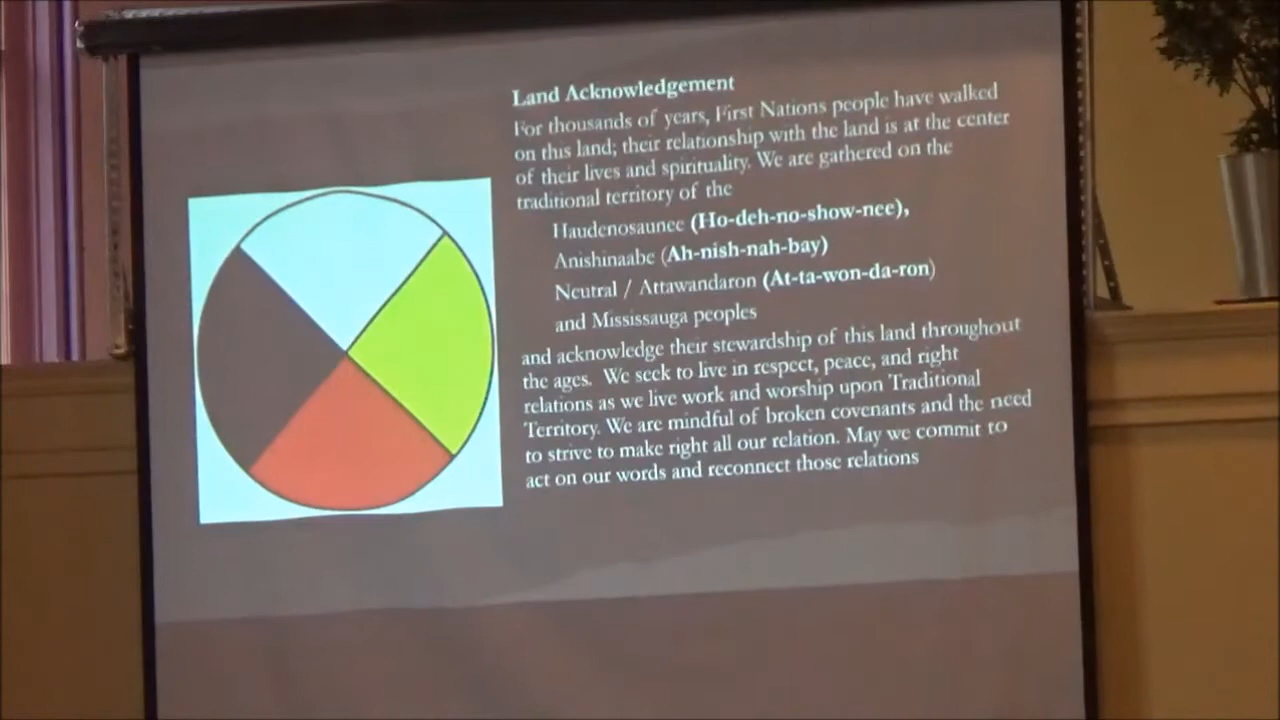 Land Acknowledgement
For thousands of years, First Nations people have walked
on this land; their relationship with the land is at the center
of their lives and spirituality. We are gathered on the
traditional territory of the
Haudenosaunee (Ho-deh-no-show-nee),
Anishinaabe (Ah-nish-nah-bay)
Neutral / Attawandaron (At-ta-won-da-ron)
and Mississauga peoples
and acknowledge their stewardship of this land throughout
the ages. We seek to live in respect, peace, and right
relations as we live work and worship upon Traditional
Territory. We are mindful of broken covenants and the need
to strive to make right all our relation. May we commit to
act on our words and reconnect those relations